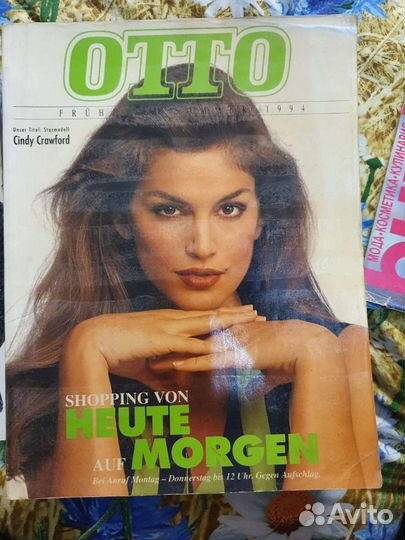 OTTO
1994
Unser Titel: Starmodell
Cindy Crawford
SHOPPING VON
HEUTE
AUF MORGEN
Bei Anruf Montag – Donnerstag bis 12 Uhr. Gegen Aufschlag.
МОДА•КОСМЕТИКА•КУЛИНАРИЯ
Avito